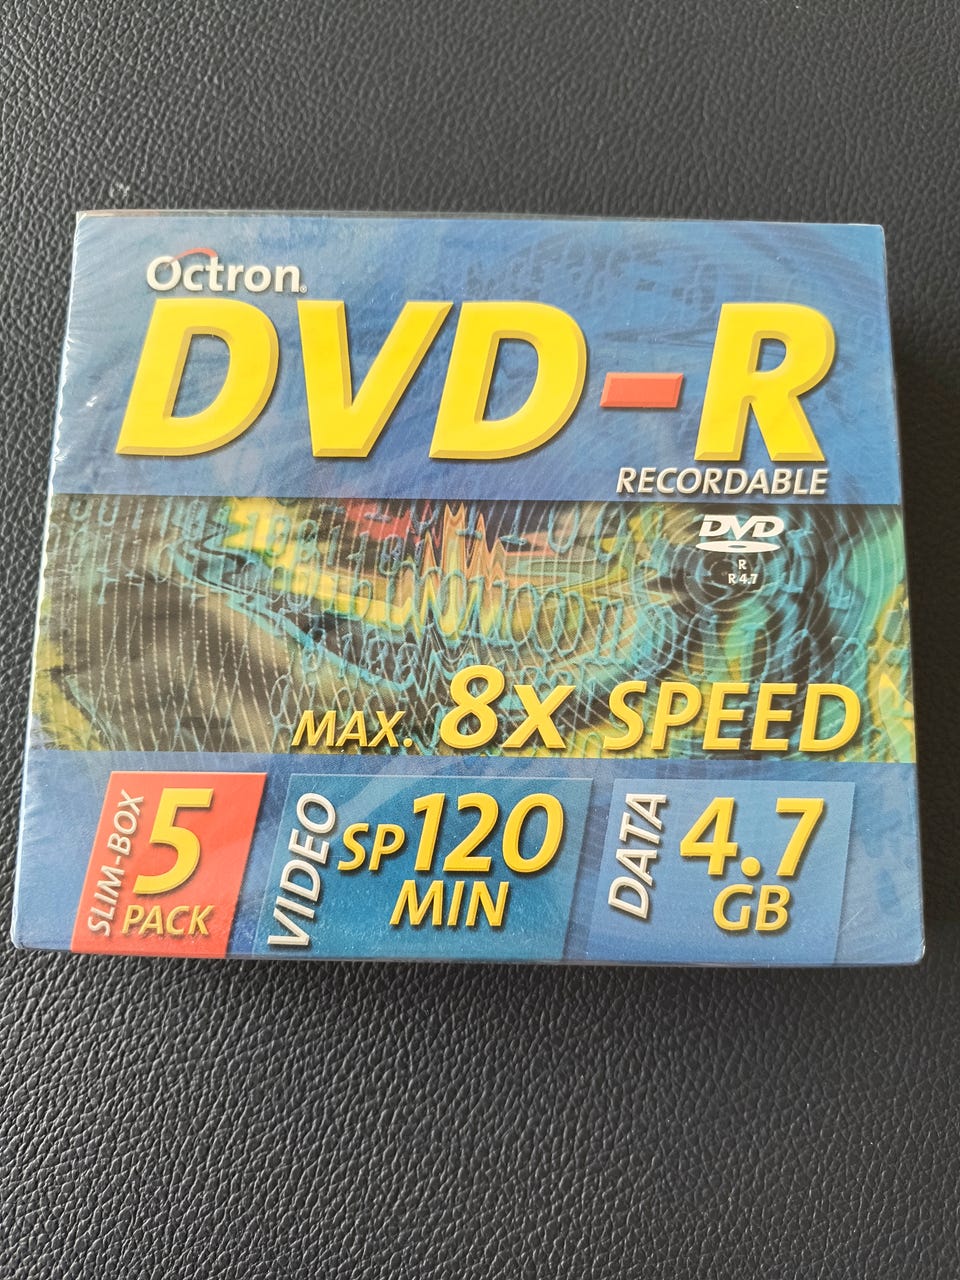 Octron®
DVD-R
RECORDABLE
DVD
R
R4.7
MAX. 8x SPEED
SLIM-BOX
5
PACK
VIDEO
SP 120
MIN
DATA
4.7
GB